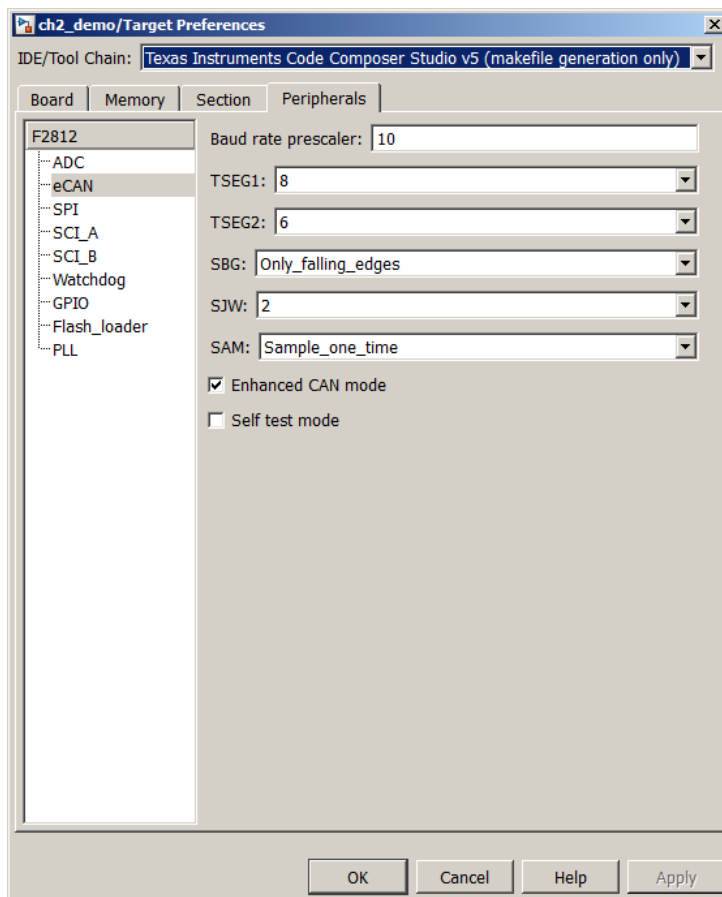 ch2_demo/Target Preferences
IDE/Tool Chain: Texas Instruments Code Composer Studio v5 (makefile generation only)
Board Memory Section Peripherals
F2812
ADC
eCAN
SPI
SCI_A
SCI_B
Watchdog
GPIO
Flash_loader
PLL
Baud rate prescaler: 10
TSEG1: 8
TSEG2: 6
SBG: Only_falling_edges
SJW: 2
SAM: Sample_one_time
Enhanced CAN mode
Self test mode
OK Cancel Help Apply